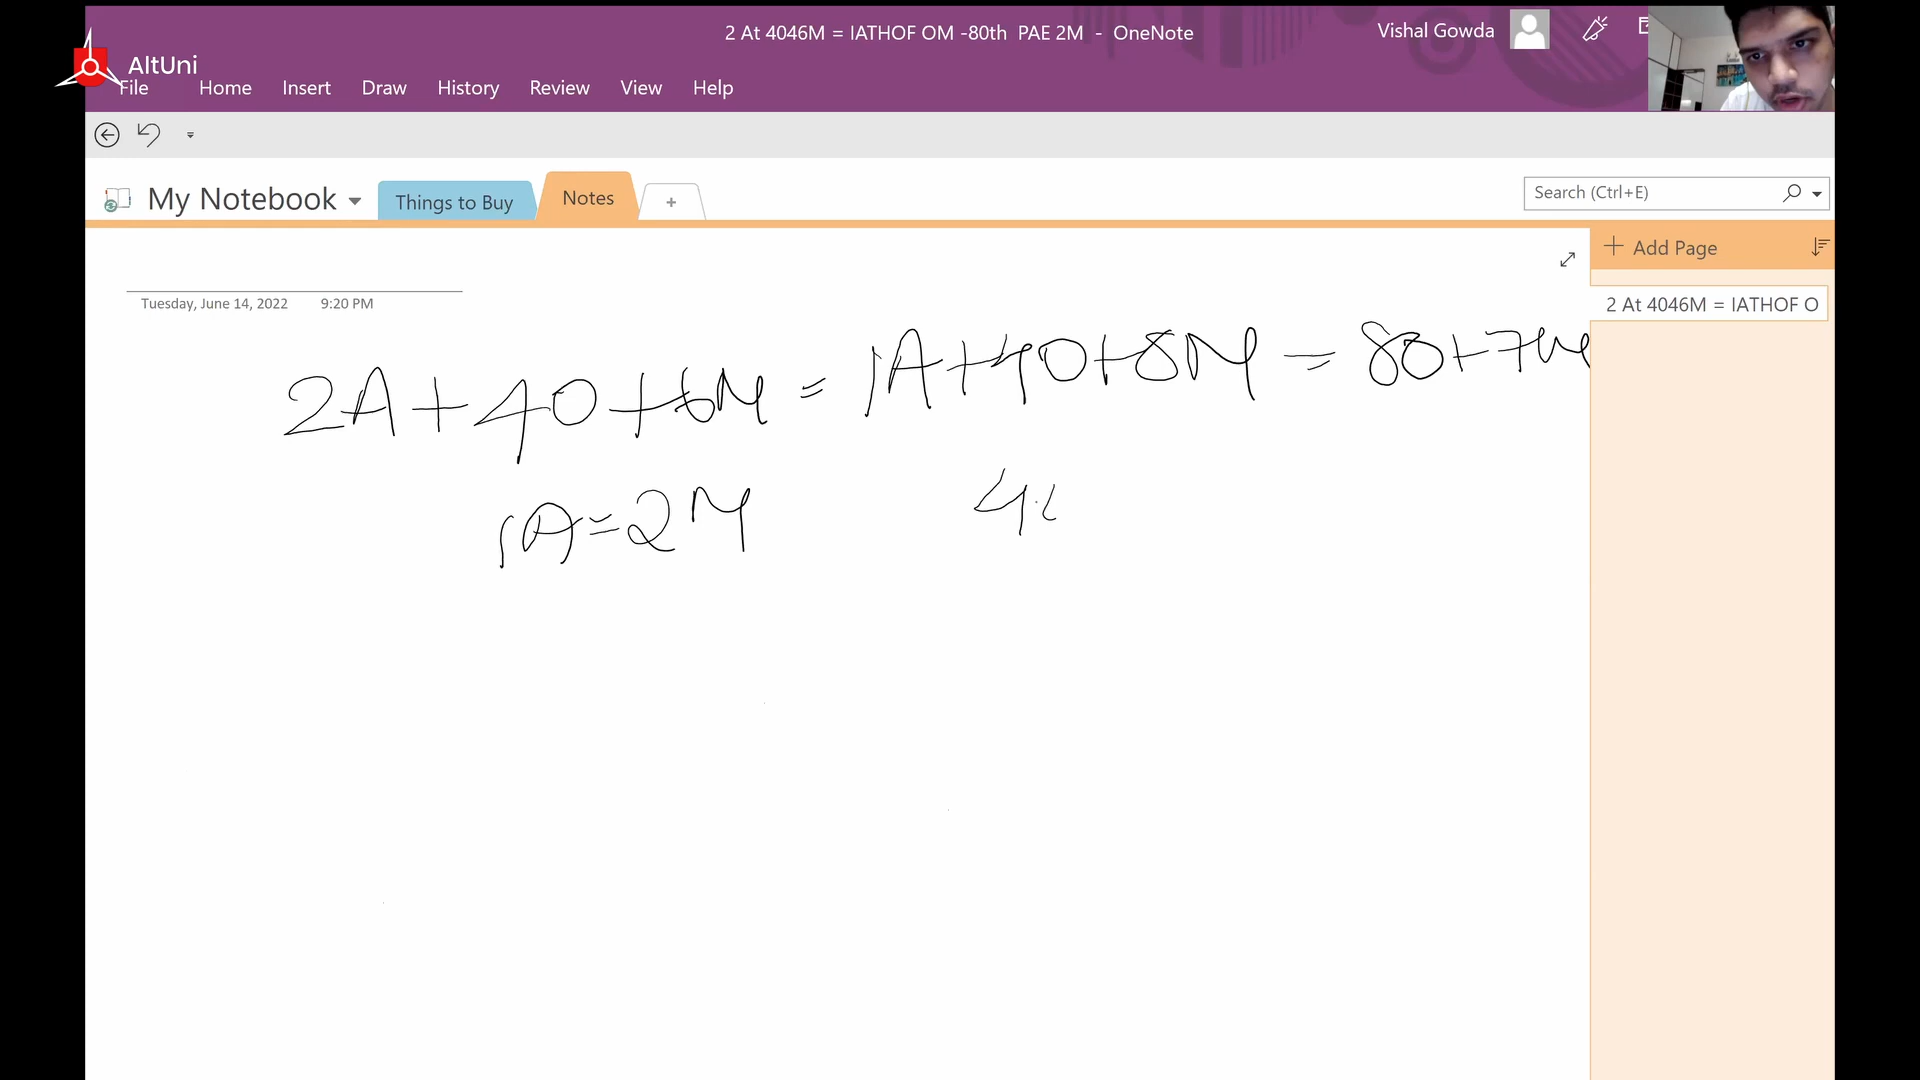 2 At 4046M = IATHOF OM -80th PAE 2M - OneNote
Vishal Gowda
AltUni
File Home Insert Draw History Review View Help
My Notebook
Things to Buy
Notes
+
Search (Ctrl+E)
+ Add Page
Tuesday, June 14, 2022 9:20 PM
2 At 4046M = IATHOF O
2A+40+6M = 1A+40+8M = 80+7M
1A=2M
4